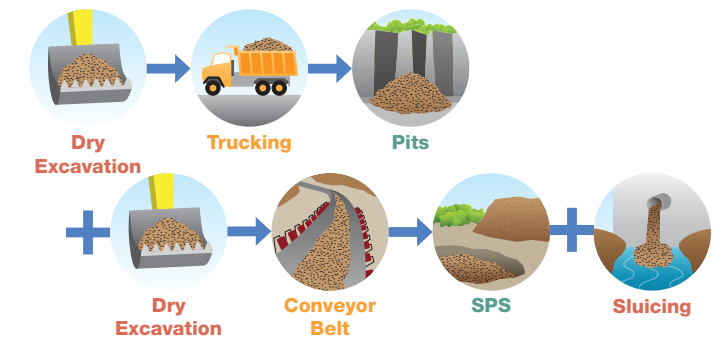 Dry
Excavation
Trucking
Pits
Dry
Excavation
Conveyor
Belt
SPS
Sluicing